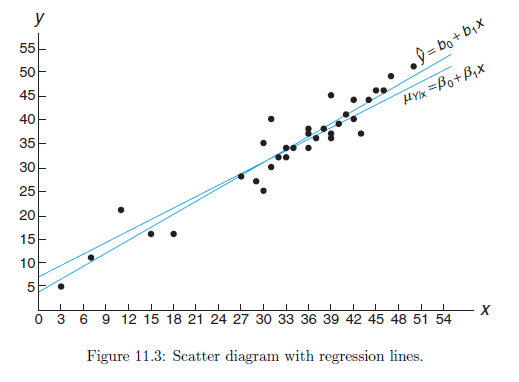 y
ŷ = b₀ + b₁x
μY|x = β₀ + β₁x
55
50
45
40
35
30
25
20
15
10
5
0 3 6 9 12 15 18 21 24 27 30 33 36 39 42 45 48 51 54
x
Figure 11.3: Scatter diagram with regression lines.